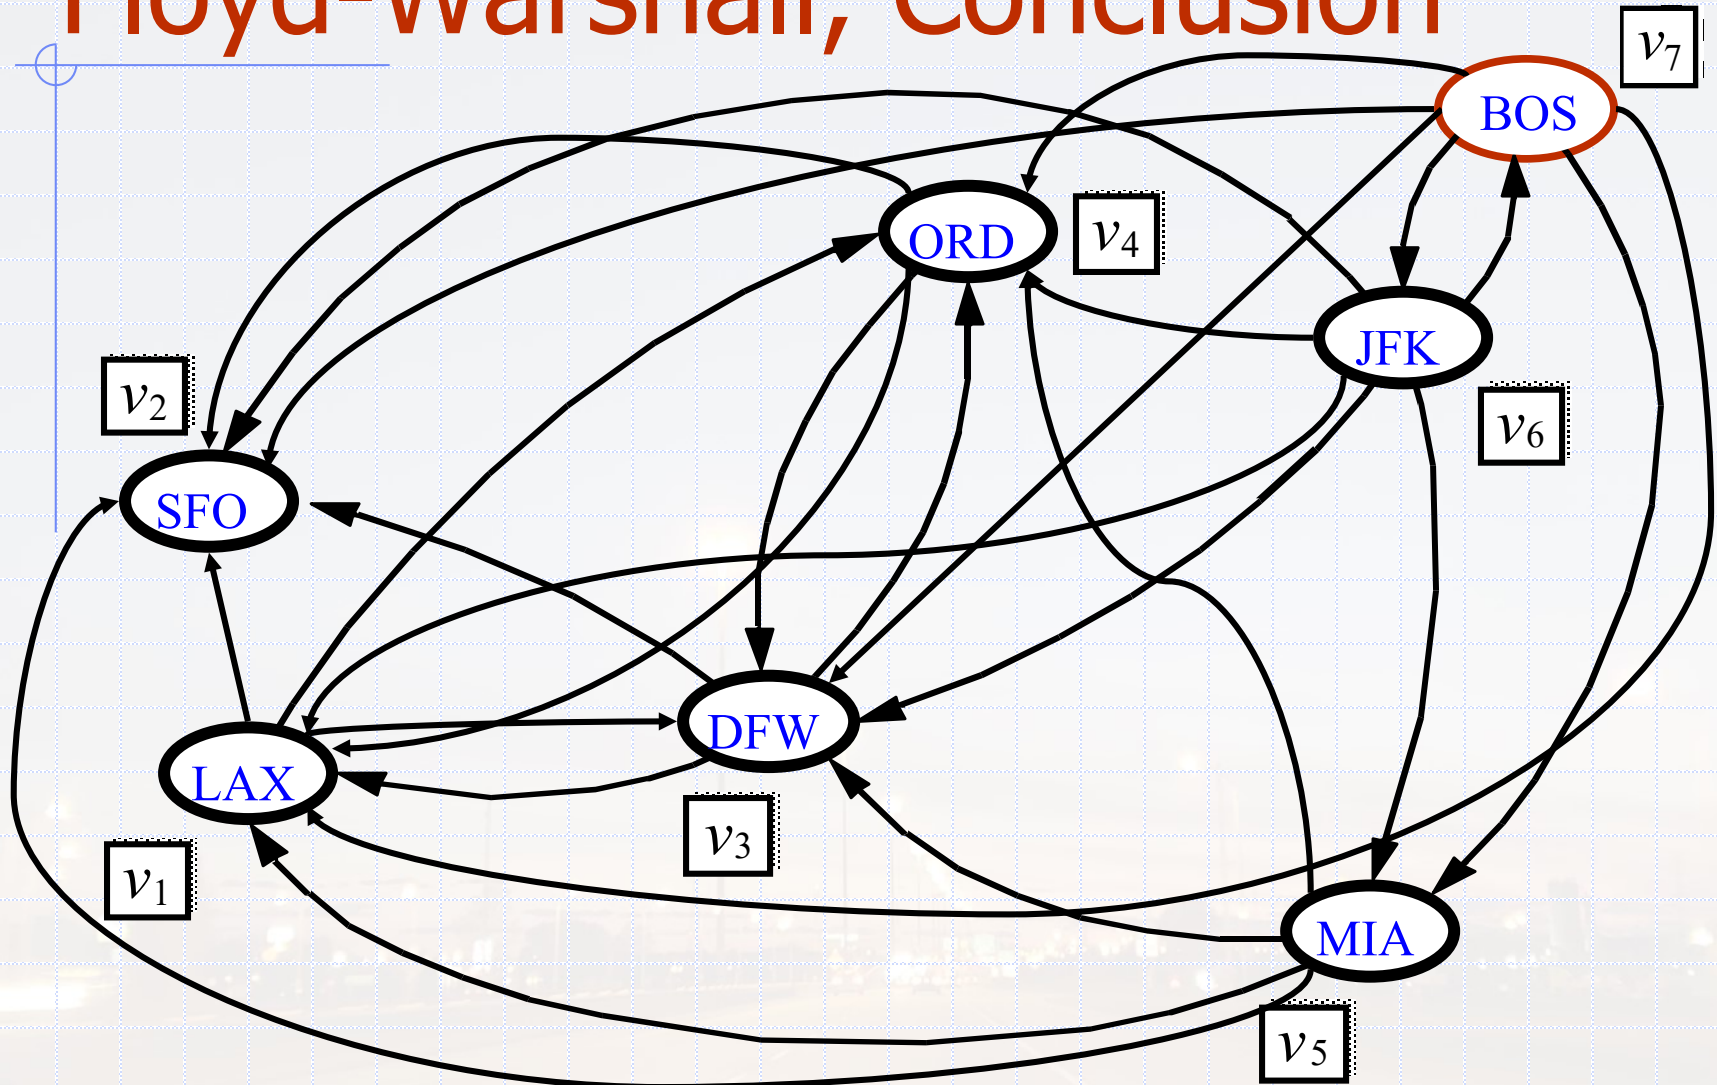 Floyd-Warshall, Conclusion
v7
BOS
ORD
v4
JFK
v2
v6
SFO
DFW
LAX
v3
v1
MIA
v5